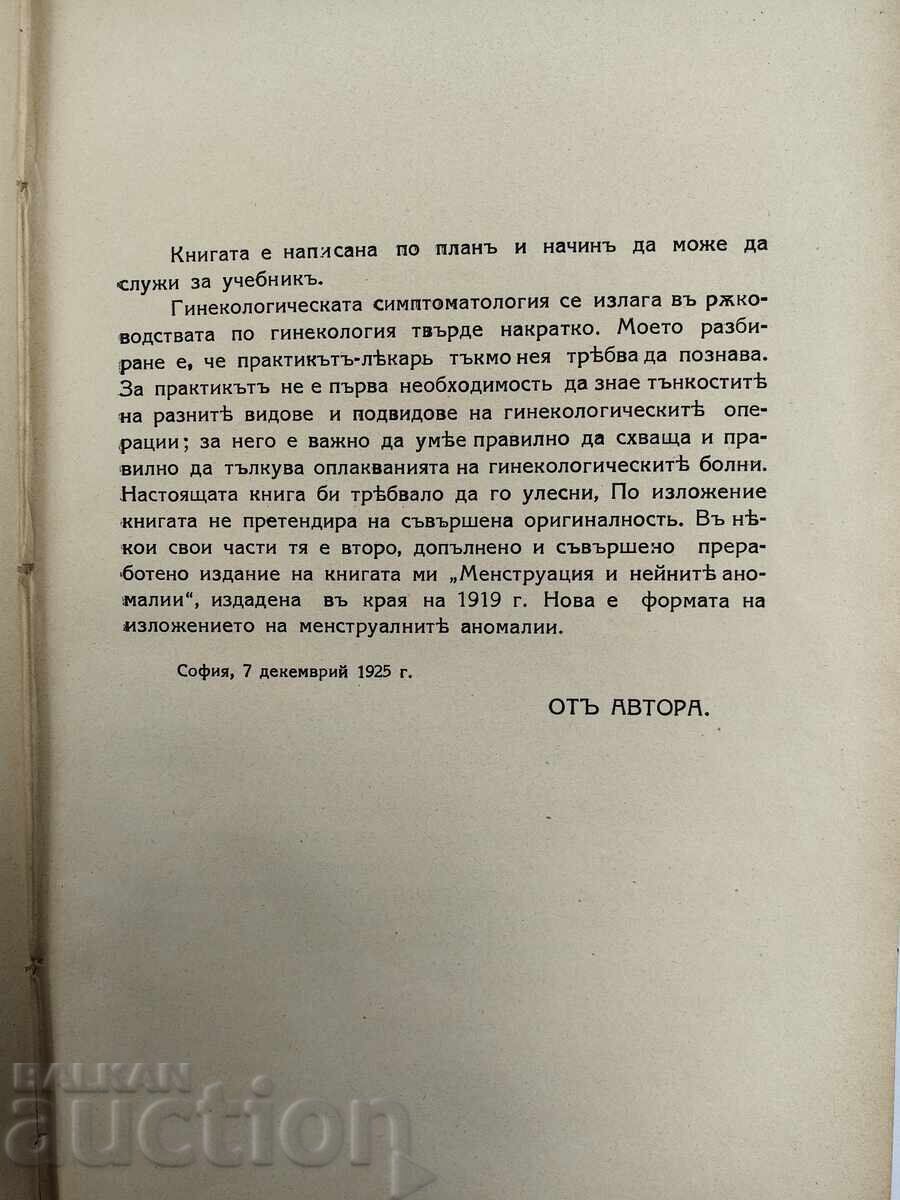 Книгата е написана по планъ и начинъ да може да
служи за учебникъ.
Гинекологическата симптоматология се излага въ рѫко-
водствата по гинекология твърде накратко. Моето разби-
ране е, че практикътъ-лѣкарь тъкмо нея трѣбва да познава.
За практикътъ не е първа необходимость да знае тънкоститѣ
на разнитѣ видове и подвидове на гинекологическитѣ опе-
рации; за него е важно да умѣе правилно да схваща и пра-
вилно да тълкува оплакванията на гинекологическитѣ болни.
Настоящата книга би трѣбвало да го улесни, По изложение
книгата не претендира на съвършена оригиналность. Въ нѣ-
кои свои части тя е второ, допълнено и съвършено прера-
ботено издание на книгата ми „Менструация и нейнитѣ ано-
малии“, издадена въ края на 1919 г. Нова е формата на
изложението на менструалнитѣ аномалии.
София, 7 декемврий 1925 г.
ОТЪ АВТОРА.
BALKAN
auction